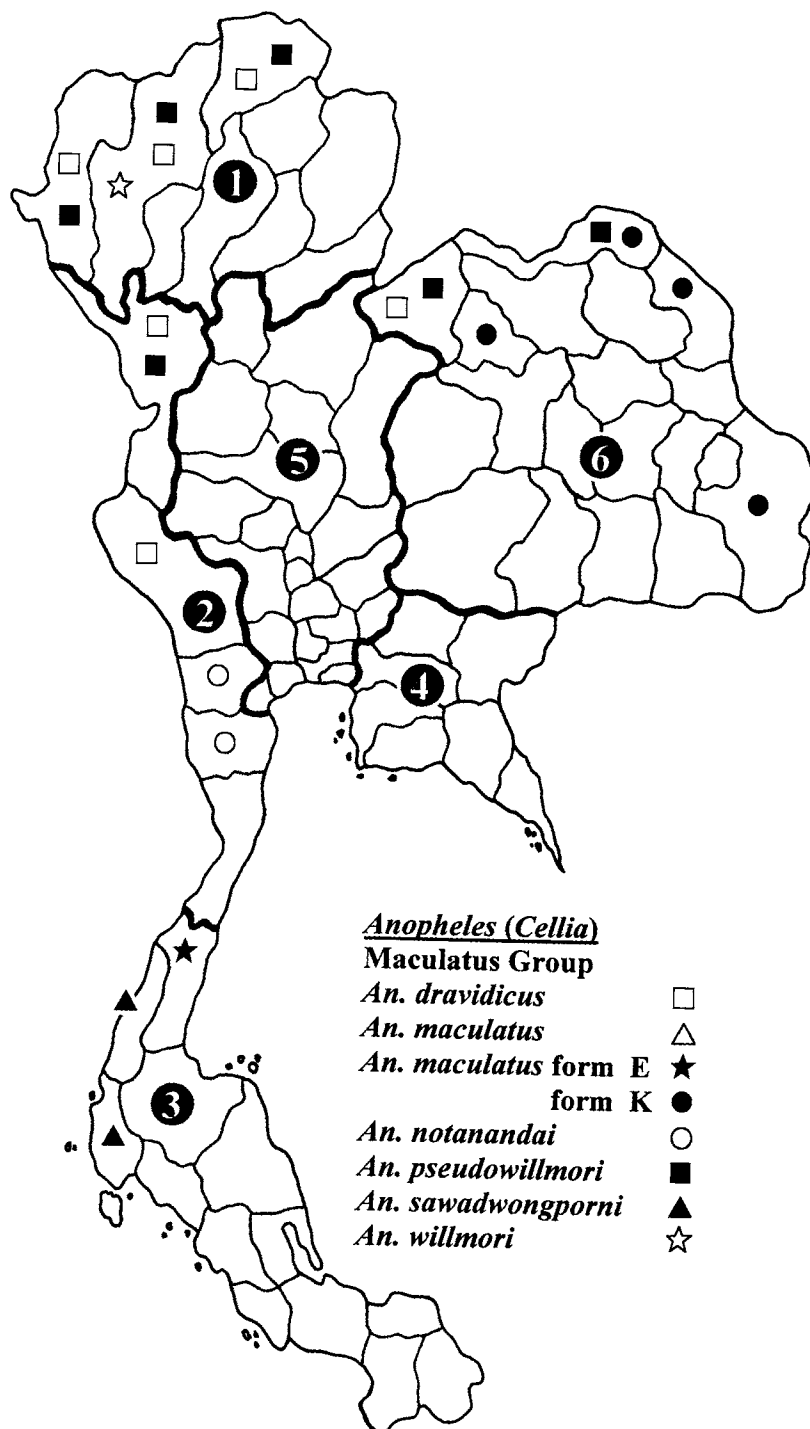 1
5
6
2
4
3
Anopheles (Cellia)
Maculatus Group
An. dravidicus □
An. maculatus △
An. maculatus form E ★
form K ●
An. notanandai ○
An. pseudowillmori ■
An. sawadwongporni ▲
An. willmori ☆